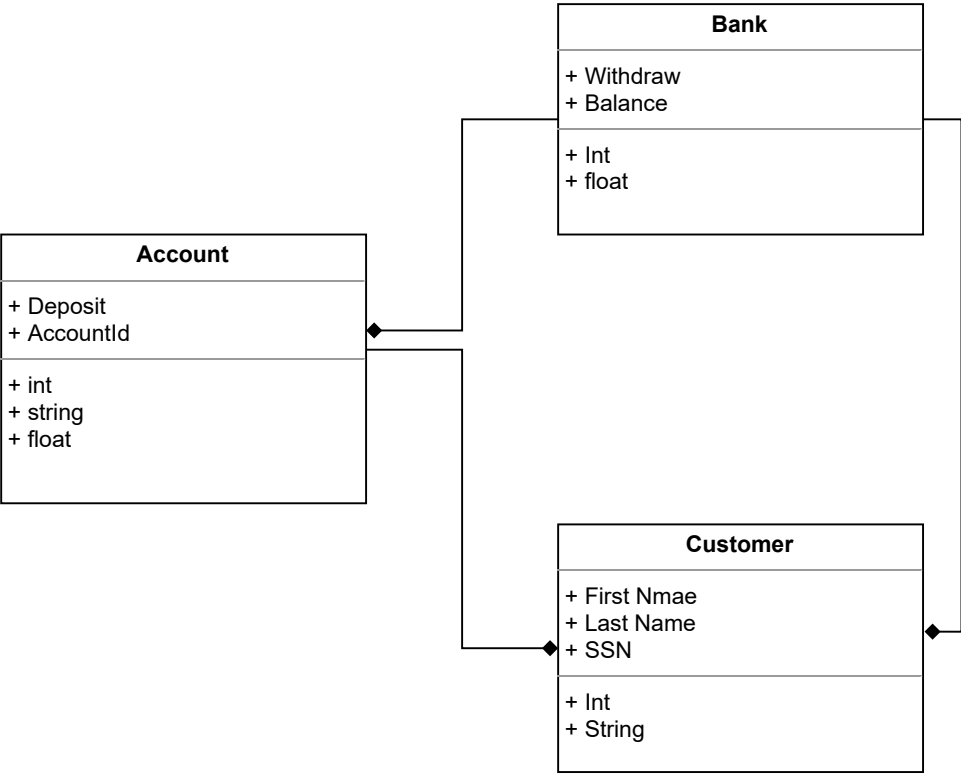 Bank
+ Withdraw
+ Balance
+ Int
+ float
Account
+ Deposit
+ AccountId
+ int
+ string
+ float
Customer
+ First Nmae
+ Last Name
+ SSN
+ Int
+ String